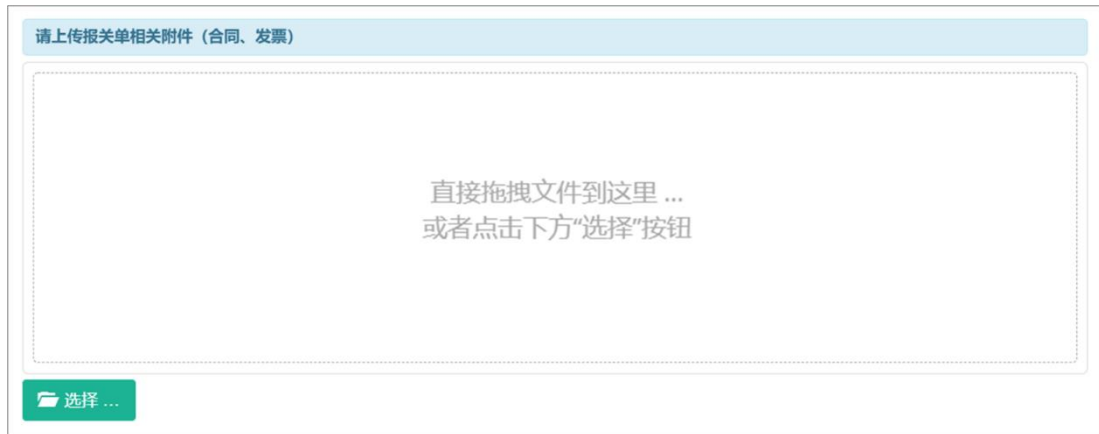 请上传报关单相关附件（合同、发票）
直接拖拽文件到这里 ...
或者点击下方“选择”按钮
选择 ...